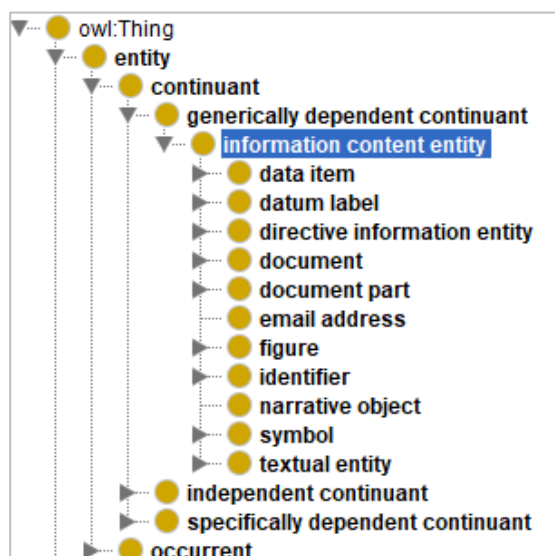 owl:Thing
entity
continuant
generically dependent continuant
information content entity
data item
datum label
directive information entity
document
document part
email address
figure
identifier
narrative object
symbol
textual entity
independent continuant
specifically dependent continuant
occurrent